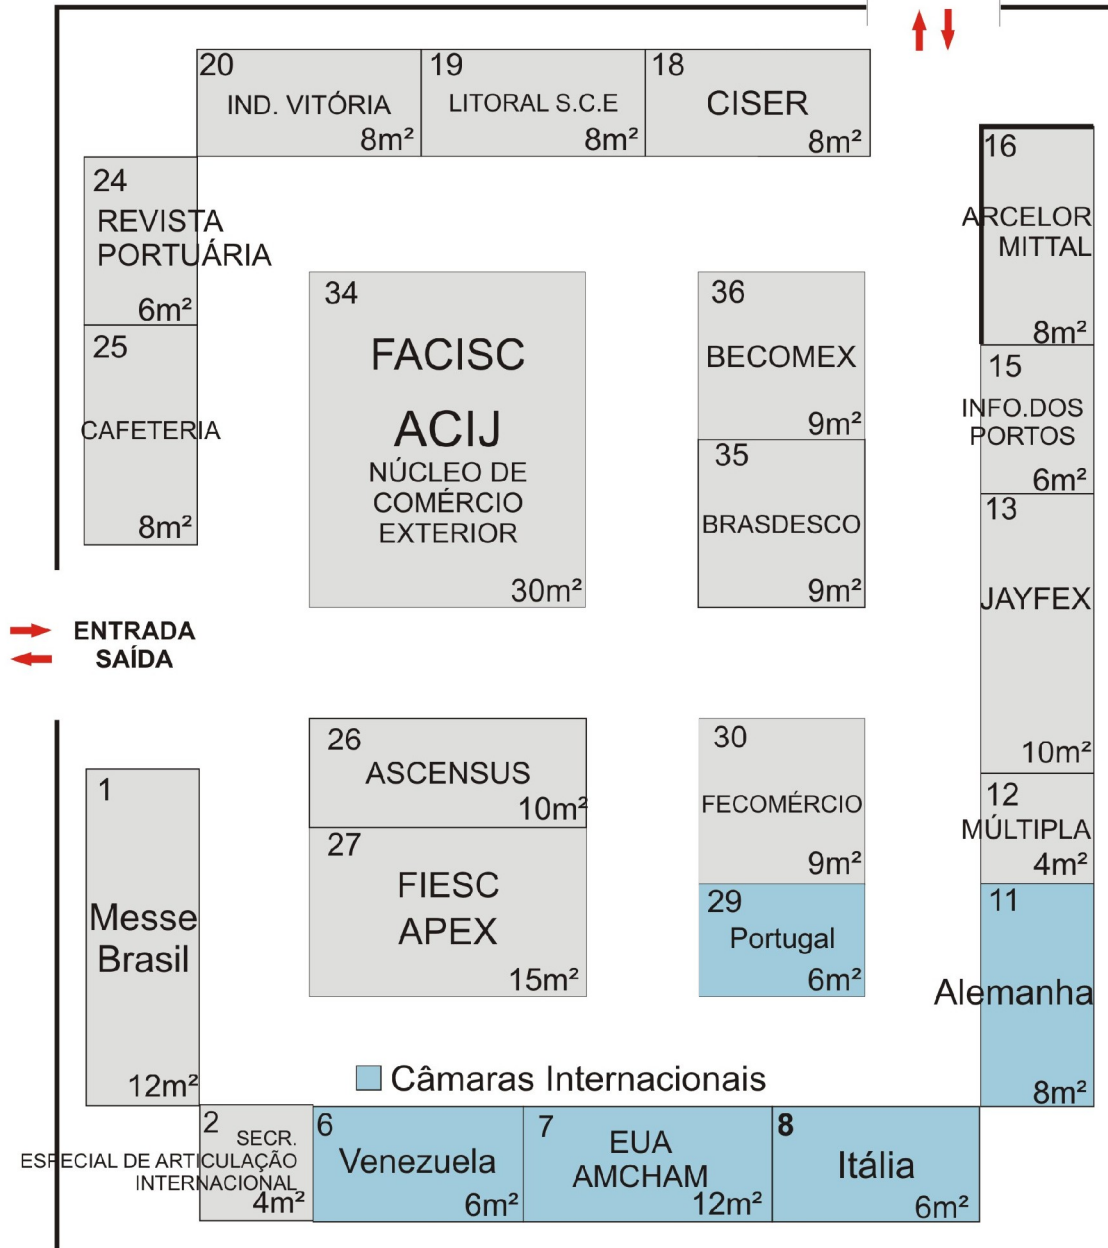 20
IND. VITÓRIA
8m²
19
LITORAL S.C.E
8m²
18
CISER
8m²
24
REVISTA
PORTUÁRIA
6m²
25
CAFETERIA
8m²
34
FACISC
ACIJ
NÚCLEO DE
COMÉRCIO
EXTERIOR
30m²
36
BECOMEX
9m²
35
BRASDESCO
9m²
16
ARCELOR
MITTAL
8m²
15
INFO.DOS
PORTOS
6m²
13
JAYFEX
10m²
12
MÚLTIPLA
4m²
11
Alemanha
8m²
ENTRADA
SAÍDA
26
ASCENSUS
10m²
27
FIESC
APEX
15m²
30
FECOMÉRCIO
9m²
29
Portugal
6m²
1
Messe
Brasil
12m²
Câmaras Internacionais
2
SECR.
ESPECIAL DE ARTICULAÇÃO
INTERNACIONAL
4m²
6
Venezuela
6m²
7
EUA
AMCHAM
12m²
8
Itália
6m²